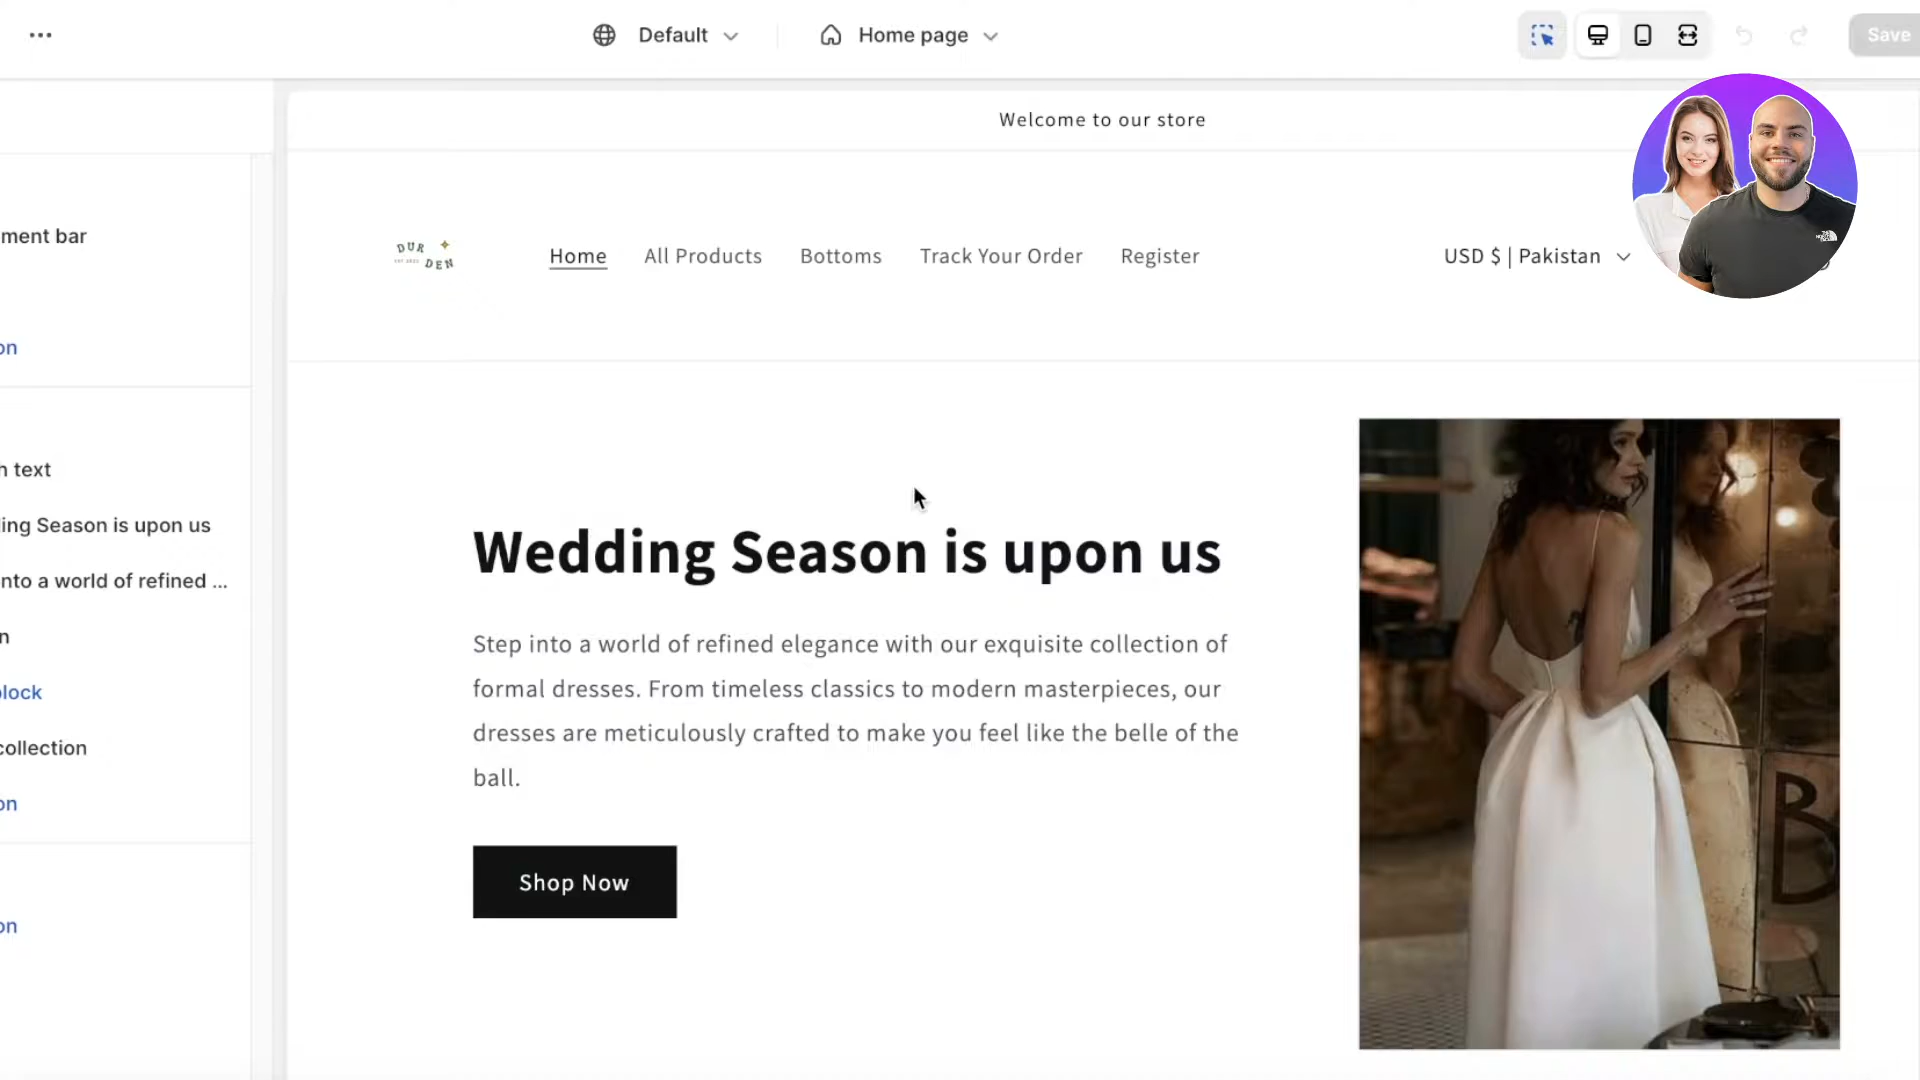 Default
Home page
Save
Welcome to our store
ment bar
on
h text
ing Season is upon us
nto a world of refined ...
n
lock
collection
on
on
DUR
DEN
Home
All Products
Bottoms
Track Your Order
Register
USD $ | Pakistan
Wedding Season is upon us
Step into a world of refined elegance with our exquisite collection of
formal dresses. From timeless classics to modern masterpieces, our
dresses are meticulously crafted to make you feel like the belle of the
ball.
Shop Now
B